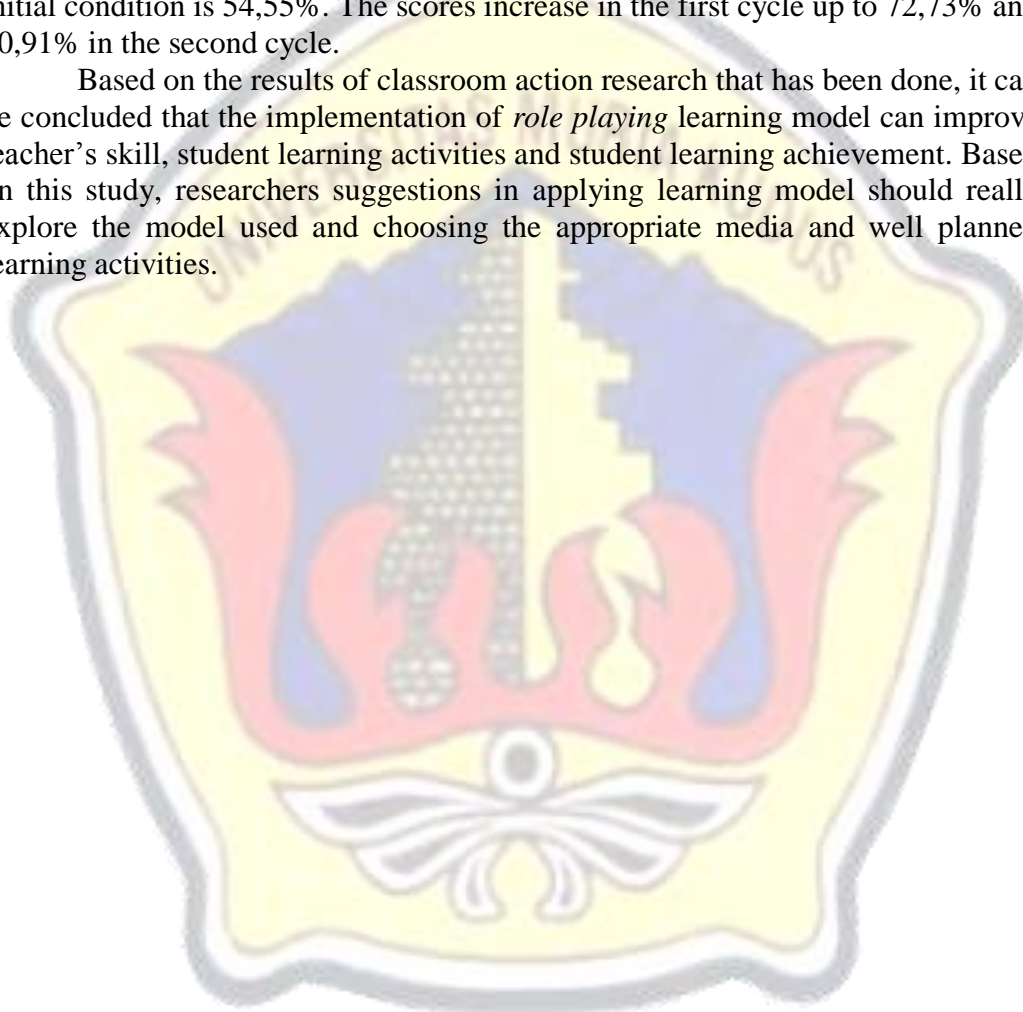 nitial condition is 54,55%. The scores increase in the first cycle up to 72,73% an
0,91% in the second cycle.
Based on the results of classroom action research that has been done, it ca
e concluded that the implementation of role playing learning model can improv
eacher's skill, student learning activities and student learning achievement. Base
n this study, researchers suggestions in applying learning model should reall
xplore the model used and choosing the appropriate media and well planne
earning activities.
UNIVERSITAS MURIA KUDUS